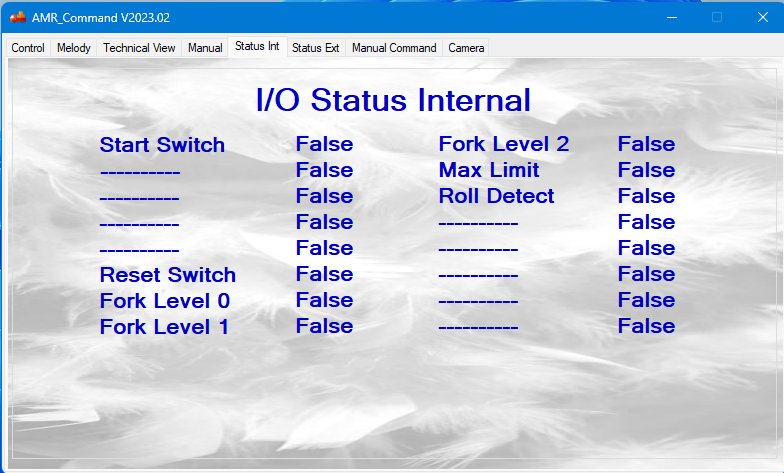 AMR_Command V2023.02
Control Melody Technical View Manual Status Int Status Ext Manual Command Camera
I/O Status Internal
Start Switch False Fork Level 2 False
---------- False Max Limit False
---------- False Roll Detect False
---------- False ---------- False
---------- False ---------- False
Reset Switch False ---------- False
Fork Level 0 False ---------- False
Fork Level 1 False ---------- False